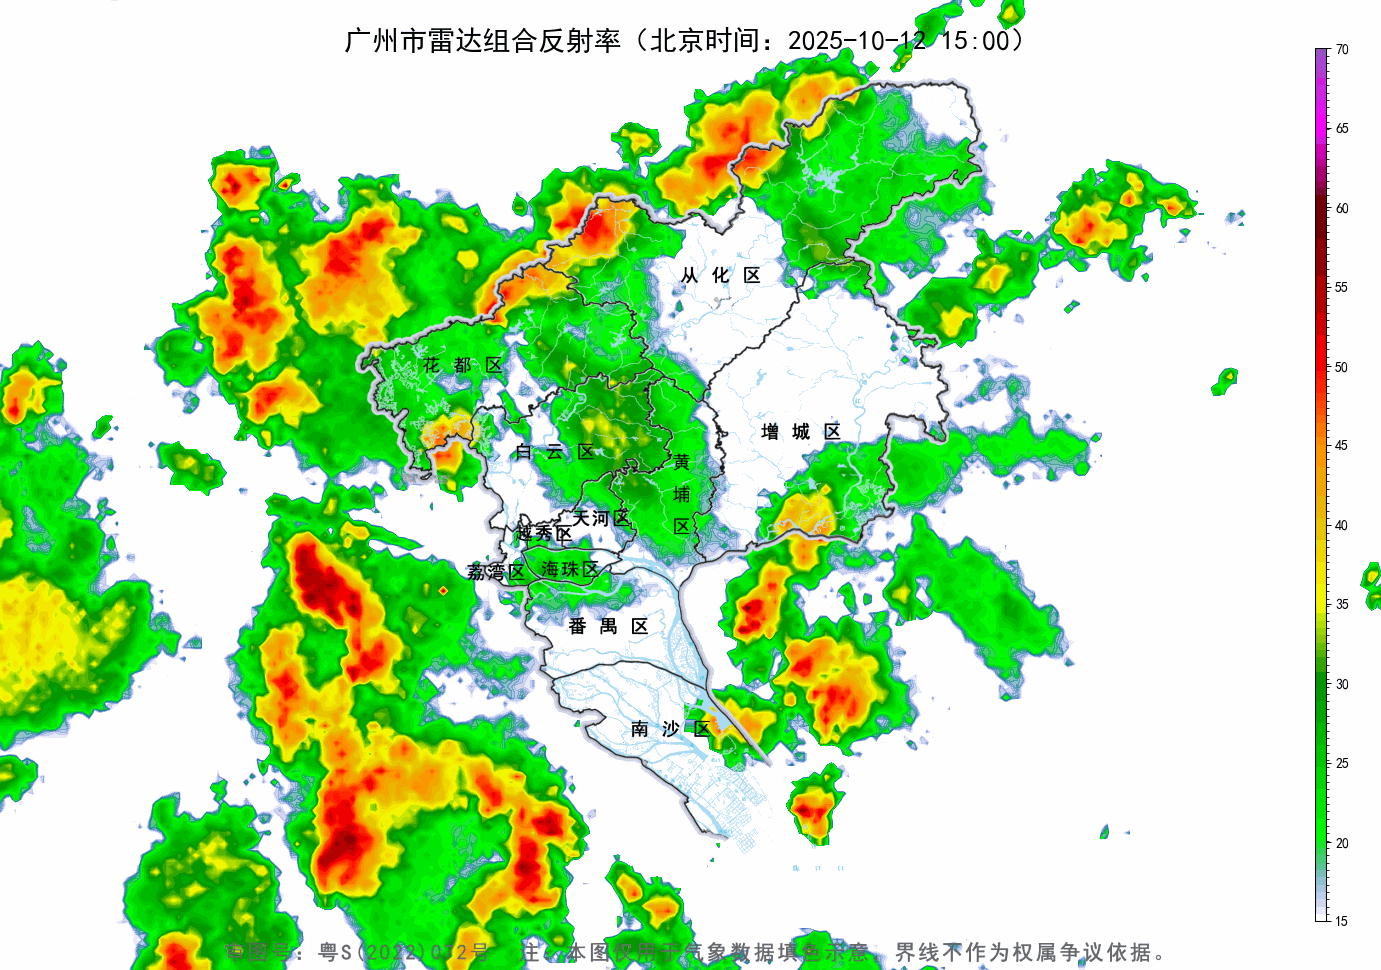 广州市雷达组合反射率（北京时间：2025-10-12 15:00）
70
65
60
从 化 区
55
花 都 区
50
增 城 区
白 云 区
45
黄
埔
区
天河区
越秀区
40
荔湾区
海珠区
35
番 禺 区
30
南 沙 区
25
20
15
审图号：粤S(2022)012号 注：本图仅用于气象数据填色示意，界线不作为权属争议依据。